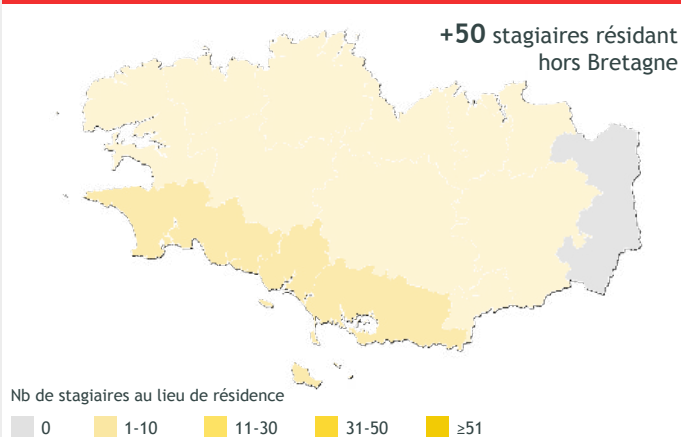 +50 stagiaires résidant
hors Bretagne
Nb de stagiaires au lieu de résidence
0 1-10 11-30 31-50 ≥51